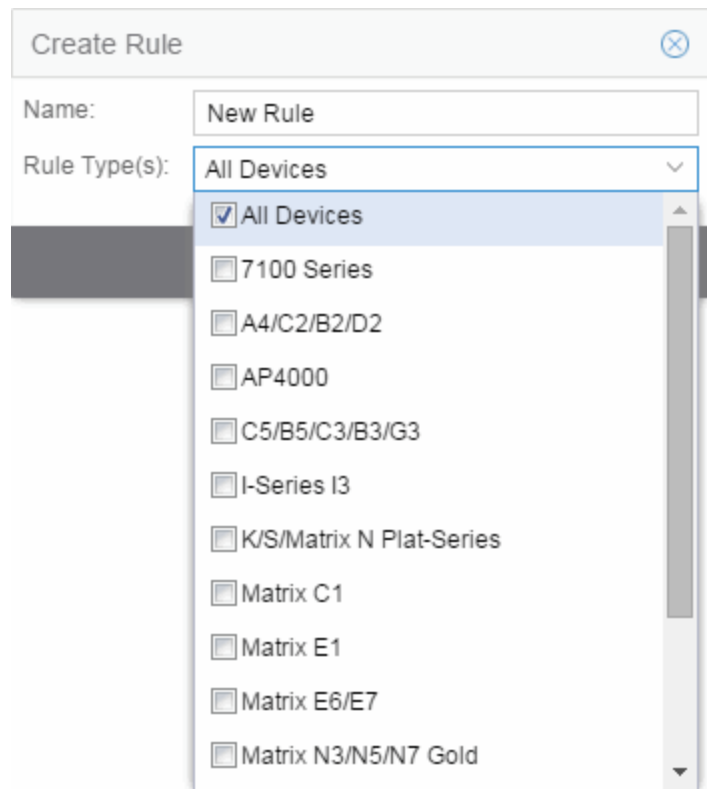 Create Rule
Name: New Rule
Rule Type(s): All Devices
All Devices
7100 Series
A4/C2/B2/D2
AP4000
C5/B5/C3/B3/G3
I-Series I3
K/S/Matrix N Plat-Series
Matrix C1
Matrix E1
Matrix E6/E7
Matrix N3/N5/N7 Gold